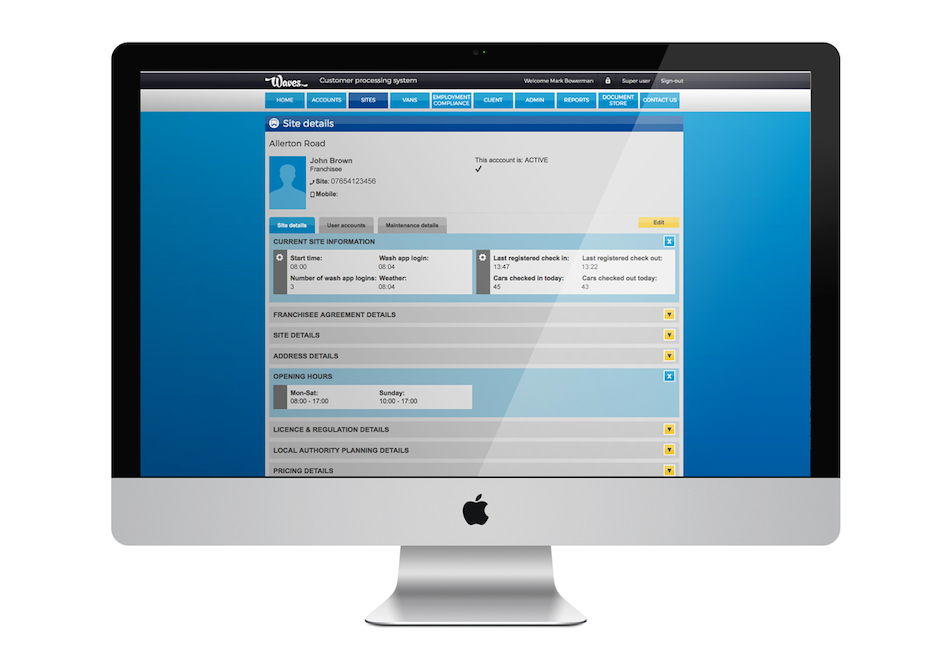 Waves
Customer processing system
Welcome Mark Bowerman
Super user
Sign-out
HOME
ACCOUNTS
SITES
VANS
EMPLOYMENT
COMPLIANCE
CLIENT
ADMIN
REPORTS
DOCUMENT
STORE
CONTACT US
Site details
Allerton Road
John Brown
Franchisee
Site: 07654123456
Mobile:
This acccount is: ACTIVE
Site details
User accounts
Maintenance details
Edit
CURRENT SITE INFORMATION
X
Start time:
08:00
Wash app login:
08:04
Number of wash app logins:
3
Weather:
08:04
Last registered check in:
13:47
Last registered check out:
13:22
Cars checked in today:
45
Cars checked out today:
43
FRANCHISEE AGREEMENT DETAILS
SITE DETAILS
ADDRESS DETAILS
OPENING HOURS
X
Mon-Sat:
08:00 - 17:00
Sunday:
10:00 - 17:00
LICENCE & REGULATION DETAILS
LOCAL AUTHORITY PLANNING DETAILS
PRICING DETAILS